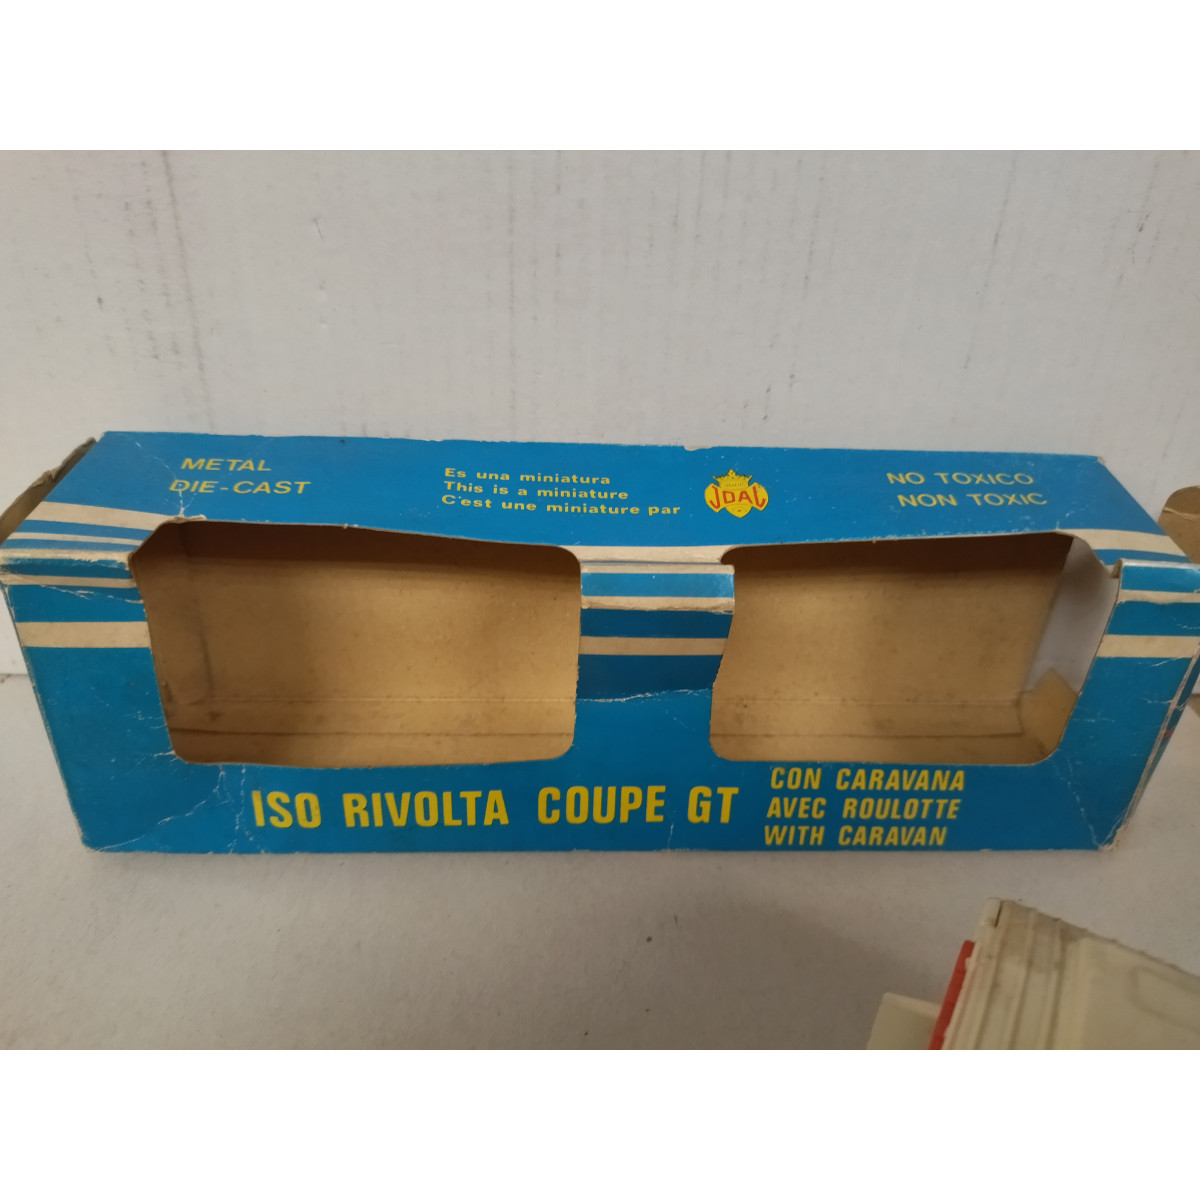 METAL
DIE-CAST
Es una miniatura
This is a miniature
C'est une miniature par
JDAC
NO TOXICO
NON TOXIC
ISO RIVOLTA COUPE GT
CON CARAVANA
AVEC ROULOTTE
WITH CARAVAN